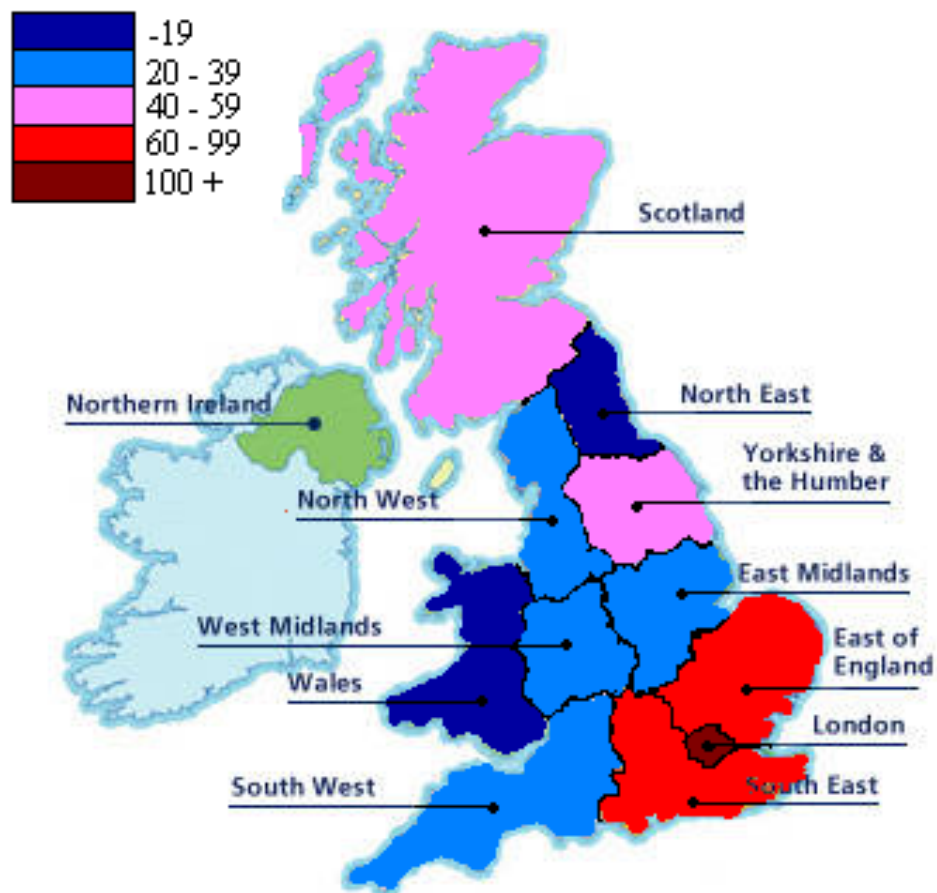 -19
20 - 39
40 - 59
60 - 99
100 +
Scotland
Northern Ireland
North East
Yorkshire &
the Humber
North West
East Midlands
West Midlands
East of
England
Wales
London
South West
South East